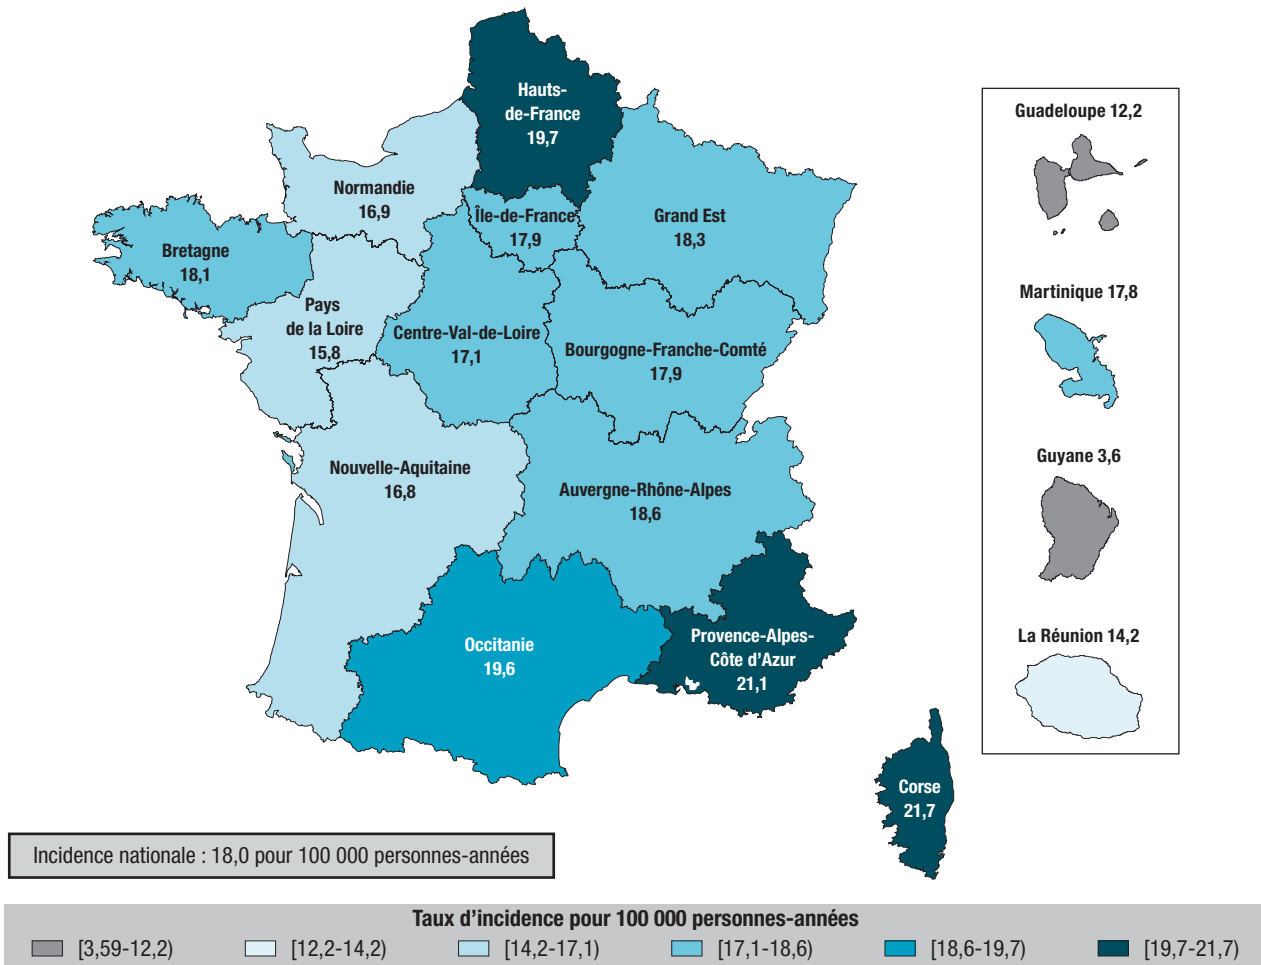 Hauts-
de-France
19,7
Guadeloupe 12,2
Normandie
16,9
Île-de-France
17,9
Grand Est
18,3
Bretagne
18,1
Martinique 17,8
Pays
de la Loire
15,8
Centre-Val-de-Loire
17,1
Bourgogne-Franche-Comté
17,9
Guyane 3,6
Nouvelle-Aquitaine
16,8
Auvergne-Rhône-Alpes
18,6
La Réunion 14,2
Occitanie
19,6
Provence-Alpes-
Côte d’Azur
21,1
Corse
21,7
Incidence nationale : 18,0 pour 100 000 personnes-années
Taux d’incidence pour 100 000 personnes-années
[3,59-12,2) [12,2-14,2) [14,2-17,1) [17,1-18,6) [18,6-19,7) [19,7-21,7)